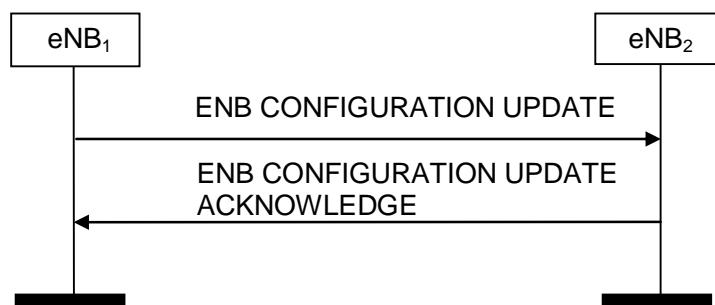 eNB₁
eNB₂
ENB CONFIGURATION UPDATE
ENB CONFIGURATION UPDATE
ACKNOWLEDGE